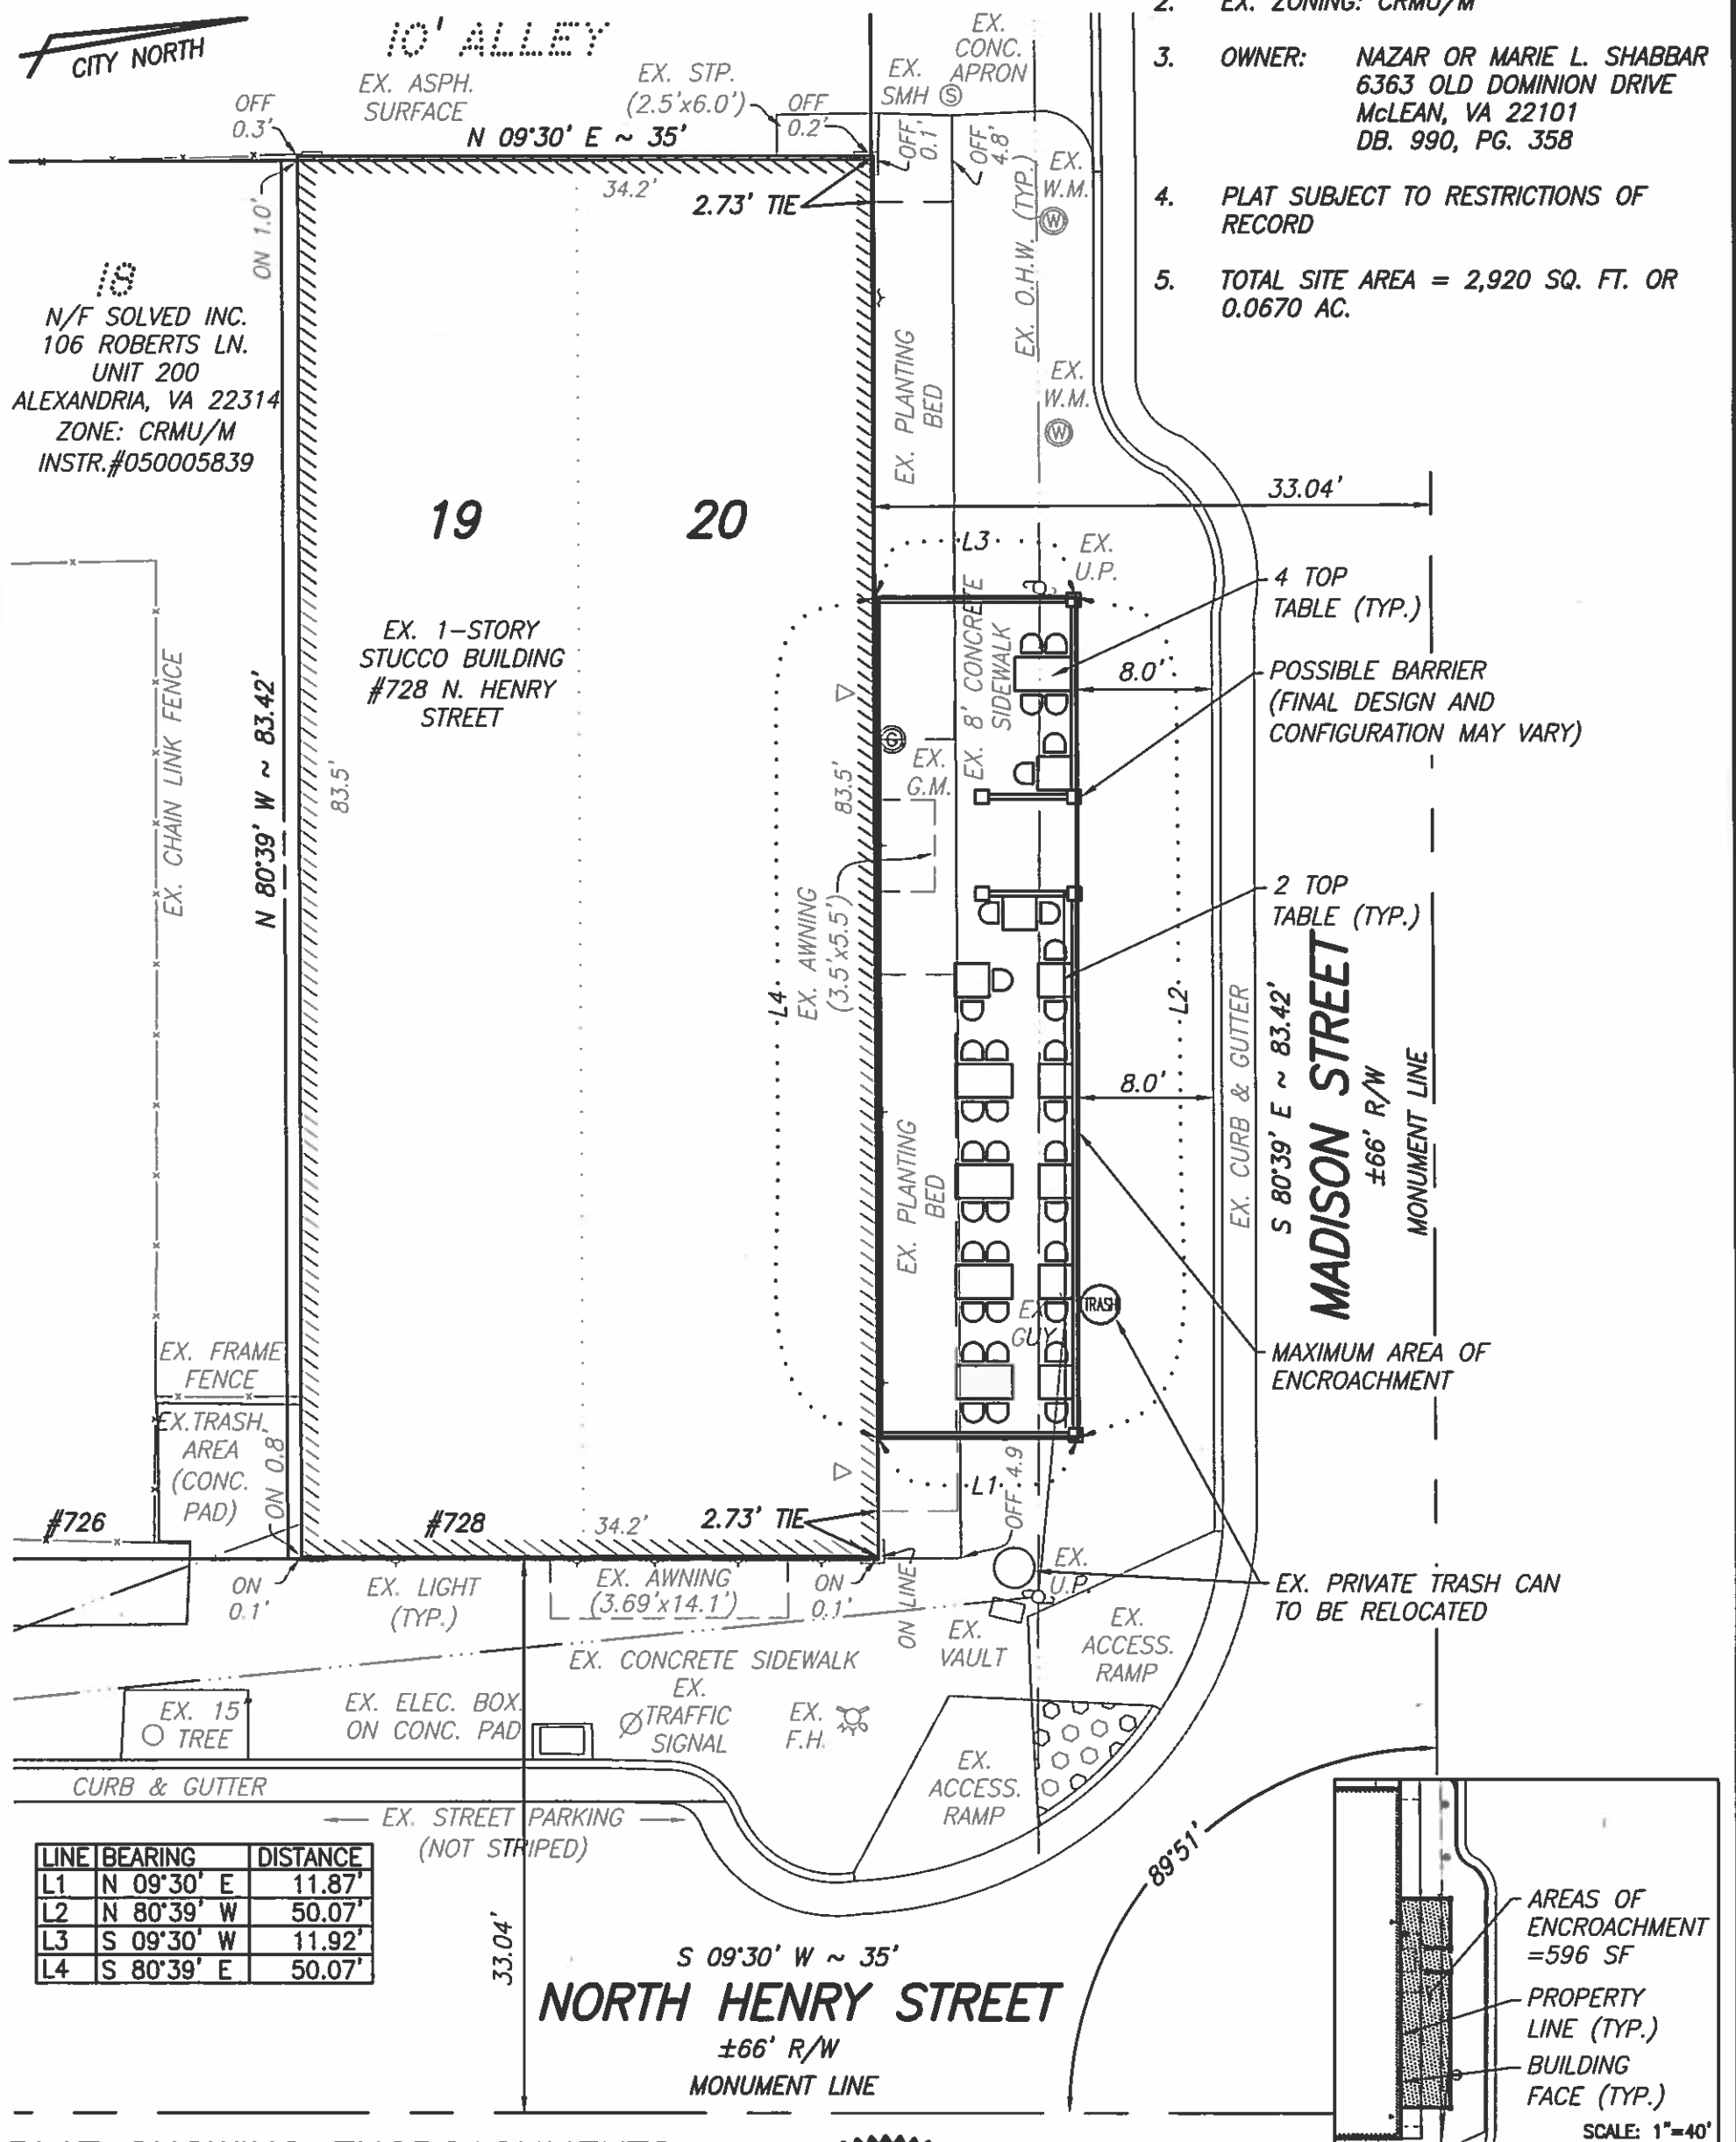 CITY NORTH
10' ALLEY
EX. ASPH.
SURFACE
EX. STP.
(2.5'x6.0')
OFF
0.3'
OFF
0.2'
N 09°30' E ~ 35'
34.2'
2.73' TIE
EX.
CONC.
APRON
EX.
SMH
S
OFF
0.1'
OFF
4.8'
EX.
W.M.
W
EX. O.H.W. (TYP.)
EX.
W.M.
W
2. EX. ZONING: CRMU/M
3. OWNER: NAZAR OR MARIE L. SHABBAR
6363 OLD DOMINION DRIVE
McLEAN, VA 22101
DB. 990, PG. 358
4. PLAT SUBJECT TO RESTRICTIONS OF
RECORD
5. TOTAL SITE AREA = 2,920 SQ. FT. OR
0.0670 AC.
ON 1.0'
18
N/F SOLVED INC.
106 ROBERTS LN.
UNIT 200
ALEXANDRIA, VA 22314
ZONE: CRMU/M
INSTR.#050005839
19
20
EX. PLANTING
BED
33.04'
L3
EX.
U.P.
4 TOP
TABLE (TYP.)
EX. 1-STORY
STUCCO BUILDING
#728 N. HENRY
STREET
EX. 8' CONCRETE
SIDEWALK
8.0'
POSSIBLE BARRIER
(FINAL DESIGN AND
CONFIGURATION MAY VARY)
EX. CHAIN LINK FENCE
N 80°39' W ~ 83.42'
83.5'
83.5'
G
EX.
G.M.
EX. AWNING
(3.5'x5.5')
L4
2 TOP
TABLE (TYP.)
L2
8.0'
EX. CURB & GUTTER
S 80°39' E ~ 83.42'
MADISON STREET
±66' R/W
MONUMENT LINE
EX. PLANTING
BED
EX.
GUY
TRASH
MAXIMUM AREA OF
ENCROACHMENT
EX. FRAME
FENCE
EX. TRASH
AREA
(CONC.
PAD)
ON 0.8'
L1
OFF 4.9
#726
#728
34.2'
2.73' TIE
ON
0.1'
EX. LIGHT
(TYP.)
EX. AWNING
(3.69'x14.1')
ON
0.1'
ON LINE
EX.
U.P.
EX. PRIVATE TRASH CAN
TO BE RELOCATED
EX.
VAULT
EX.
ACCESS.
RAMP
EX. CONCRETE SIDEWALK
EX. 15"
TREE
EX. ELEC. BOX
ON CONC. PAD
EX.
TRAFFIC
SIGNAL
EX.
F.H.
EX.
ACCESS.
RAMP
CURB & GUTTER
EX. STREET PARKING
(NOT STRIPED)
LINE BEARING DISTANCE
L1 N 09°30' E 11.87'
L2 N 80°39' W 50.07'
L3 S 09°30' W 11.92'
L4 S 80°39' E 50.07'
33.04'
S 09°30' W ~ 35'
NORTH HENRY STREET
±66' R/W
MONUMENT LINE
89°51'
AREAS OF
ENCROACHMENT
=596 SF
PROPERTY
LINE (TYP.)
BUILDING
FACE (TYP.)
SCALE: 1"=40'